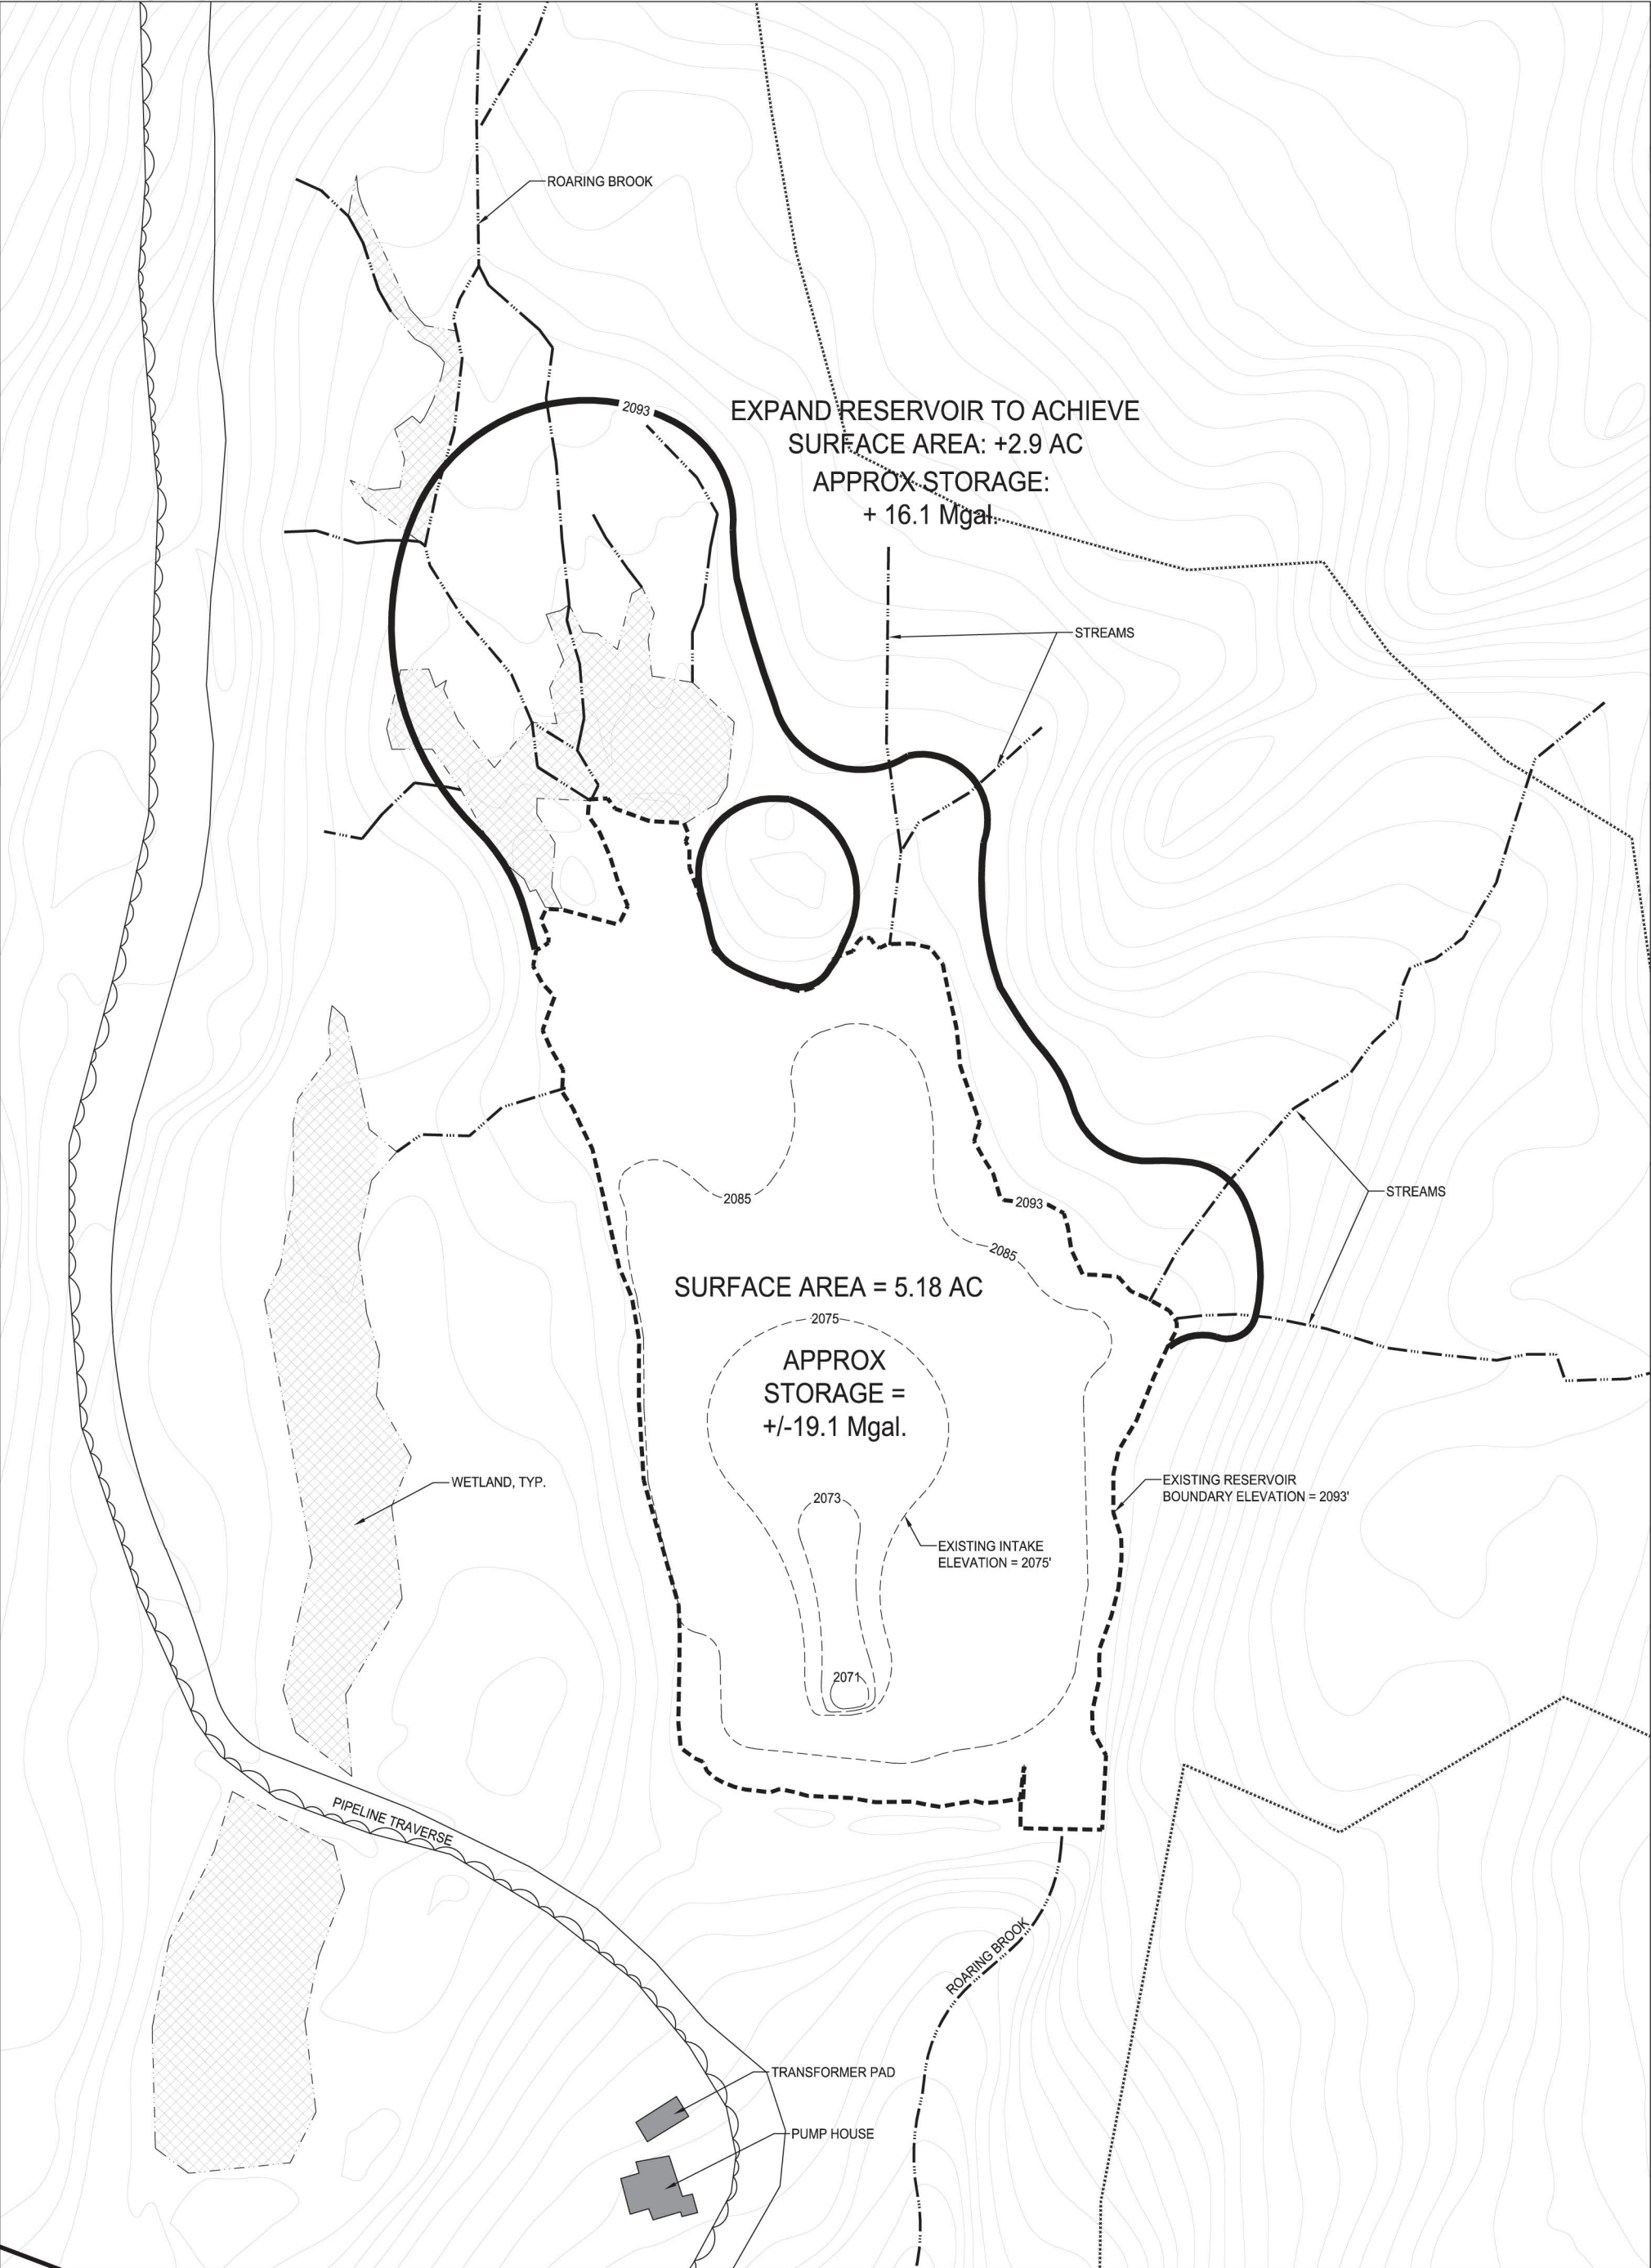 ROARING BROOK
2093
EXPAND RESERVOIR TO ACHIEVE
SURFACE AREA: +2.9 AC
APPROX STORAGE:
+ 16.1 Mgal.
STREAMS
STREAMS
2085
2093
2085
SURFACE AREA = 5.18 AC
2075
APPROX
STORAGE =
+/-19.1 Mgal.
WETLAND, TYP.
2073
EXISTING RESERVOIR
BOUNDARY ELEVATION = 2093'
EXISTING INTAKE
ELEVATION = 2075'
2071
PIPELINE TRAVERSE
ROARING BROOK
TRANSFORMER PAD
PUMP HOUSE